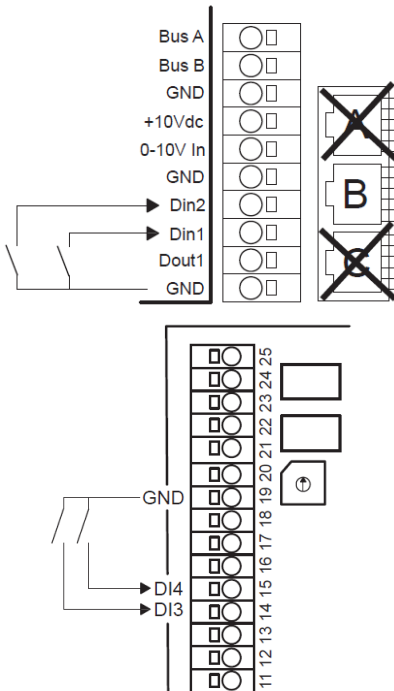 Bus A
Bus B
GND
+10Vdc
0-10V In
GND
Din2
Din1
Dout1
GND
A
B
C
25
24
23
22
21
20
GND
19
18
17
16
DI4
15
DI3
14
13
12
11